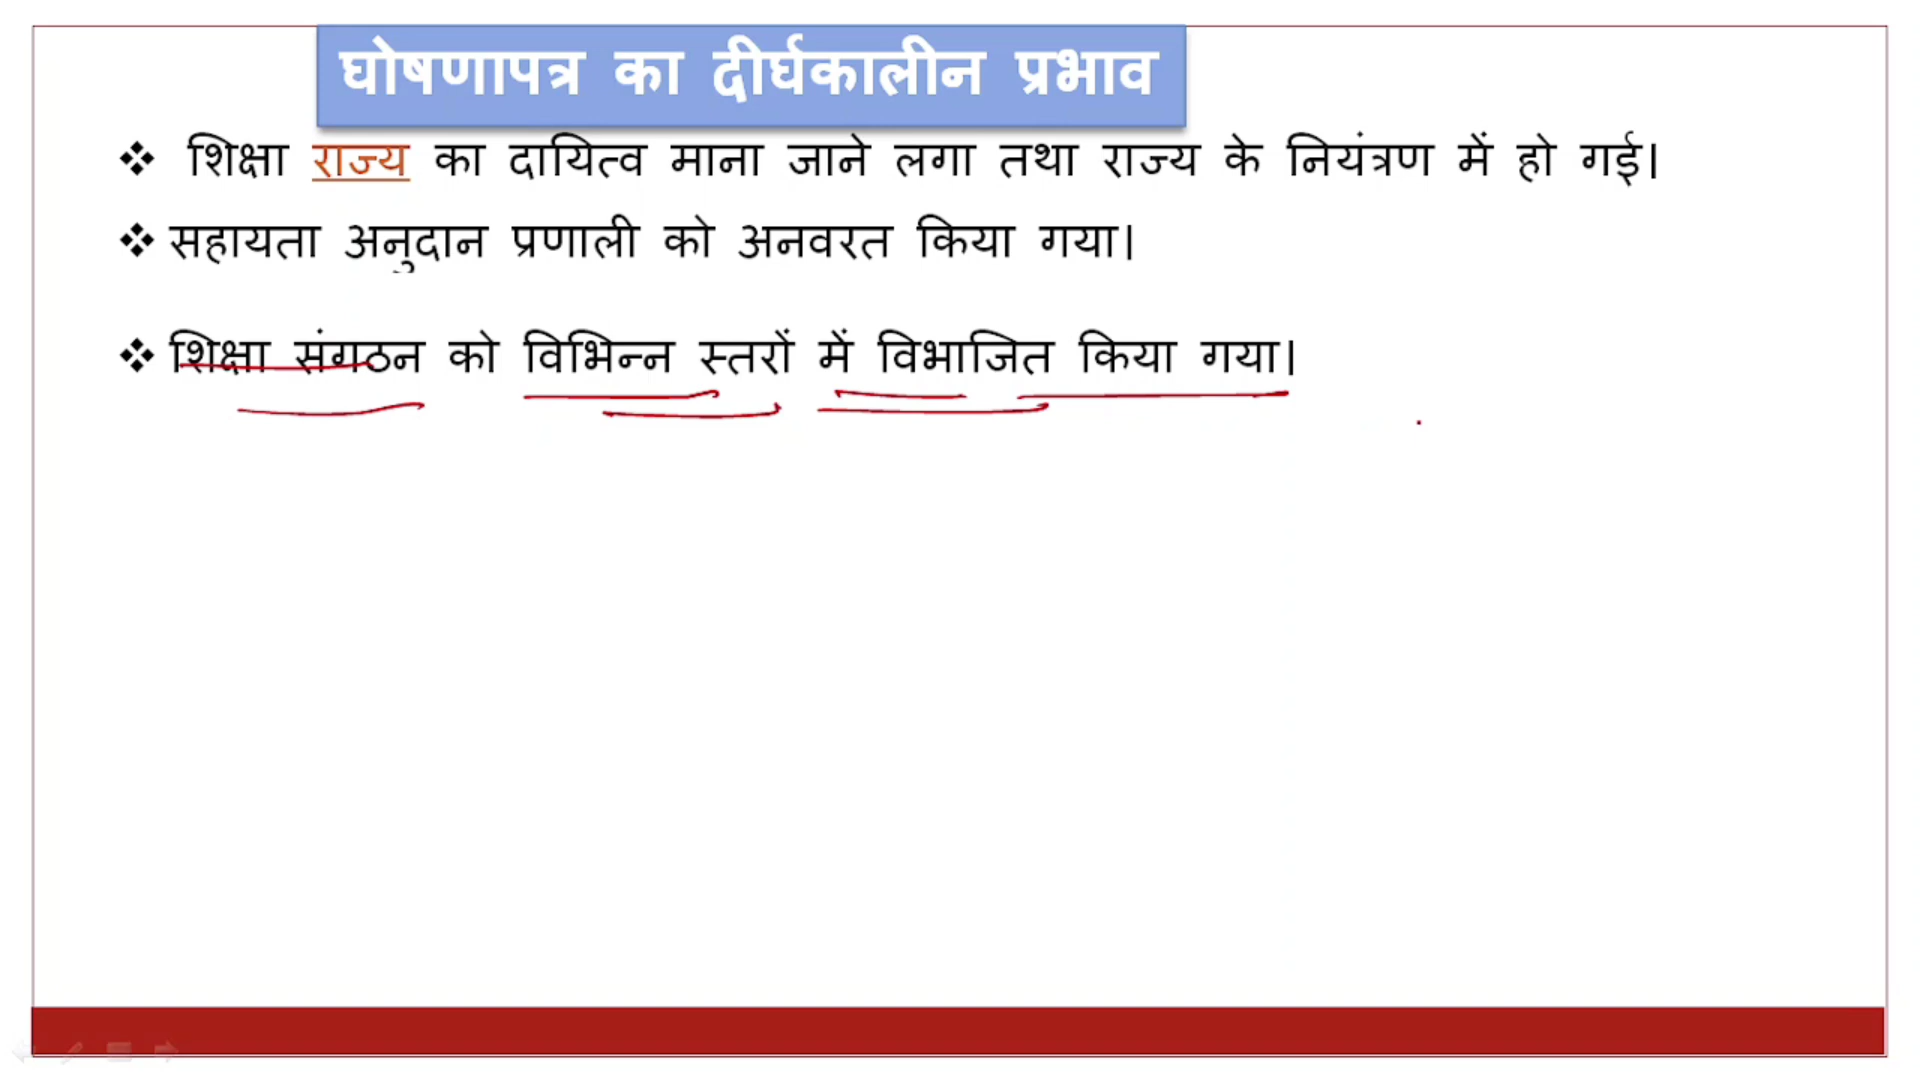 घोषणापत्र का दीर्घकालीन प्रभाव
❖ शिक्षा राज्य का दायित्व माना जाने लगा तथा राज्य के नियंत्रण में हो गई।
❖ सहायता अनुदान प्रणाली को अनवरत किया गया।
❖ शिक्षा संगठन को विभिन्न स्तरों में विभाजित किया गया।